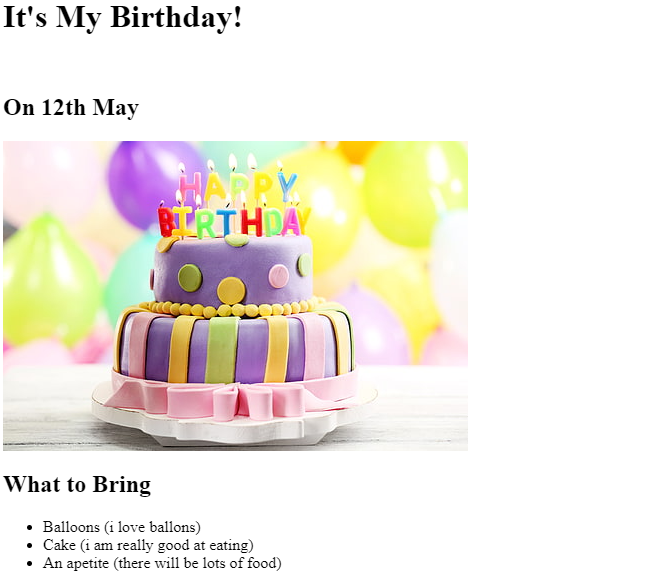 It's My Birthday!
On 12th May
HAPPY
BIRTHDAY
What to Bring
Balloons (i love ballons)
Cake (i am really good at eating)
An apetite (there will be lots of food)